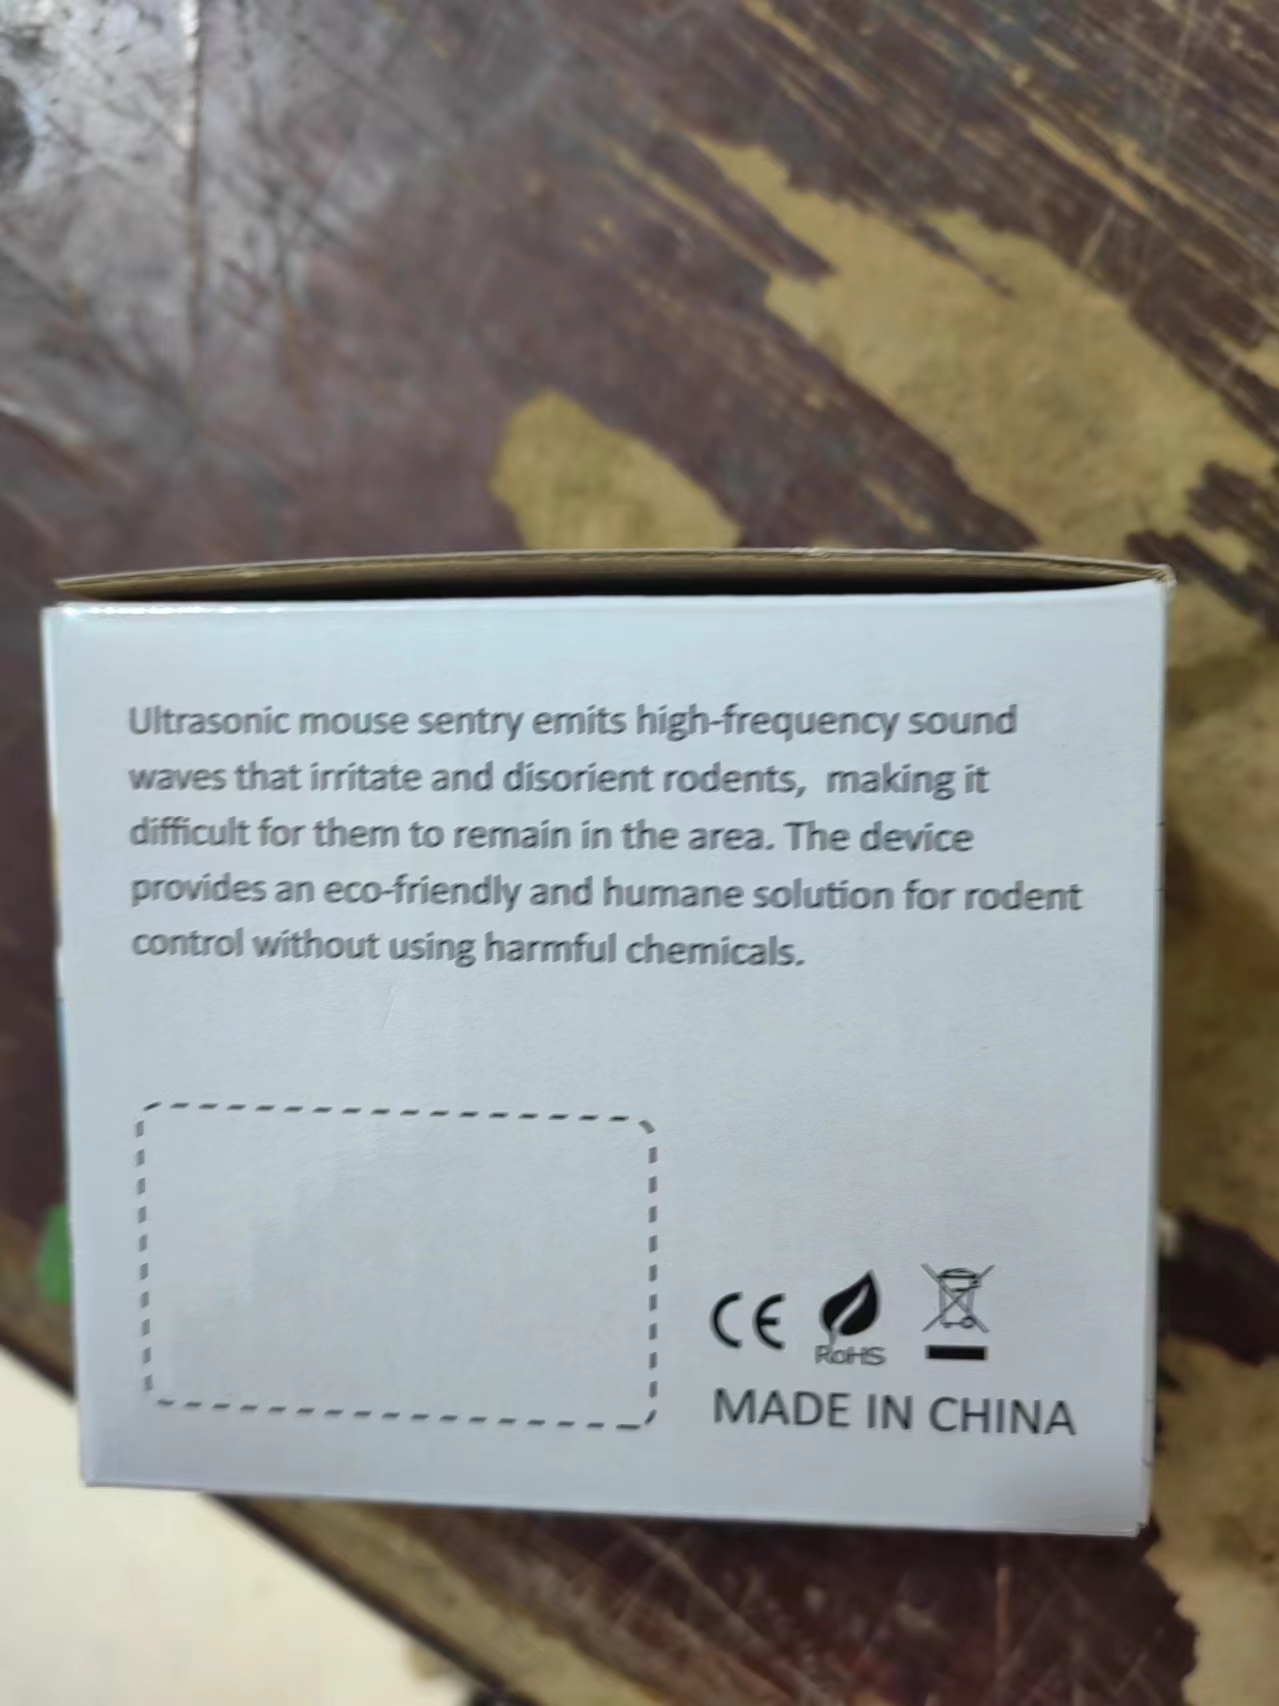 Ultrasonic mouse sentry emits high-frequency sound
waves that irritate and disorient rodents, making it
difficult for them to remain in the area. The device
provides an eco-friendly and humane solution for rodent
control without using harmful chemicals.
CE
RoHS
MADE IN CHINA